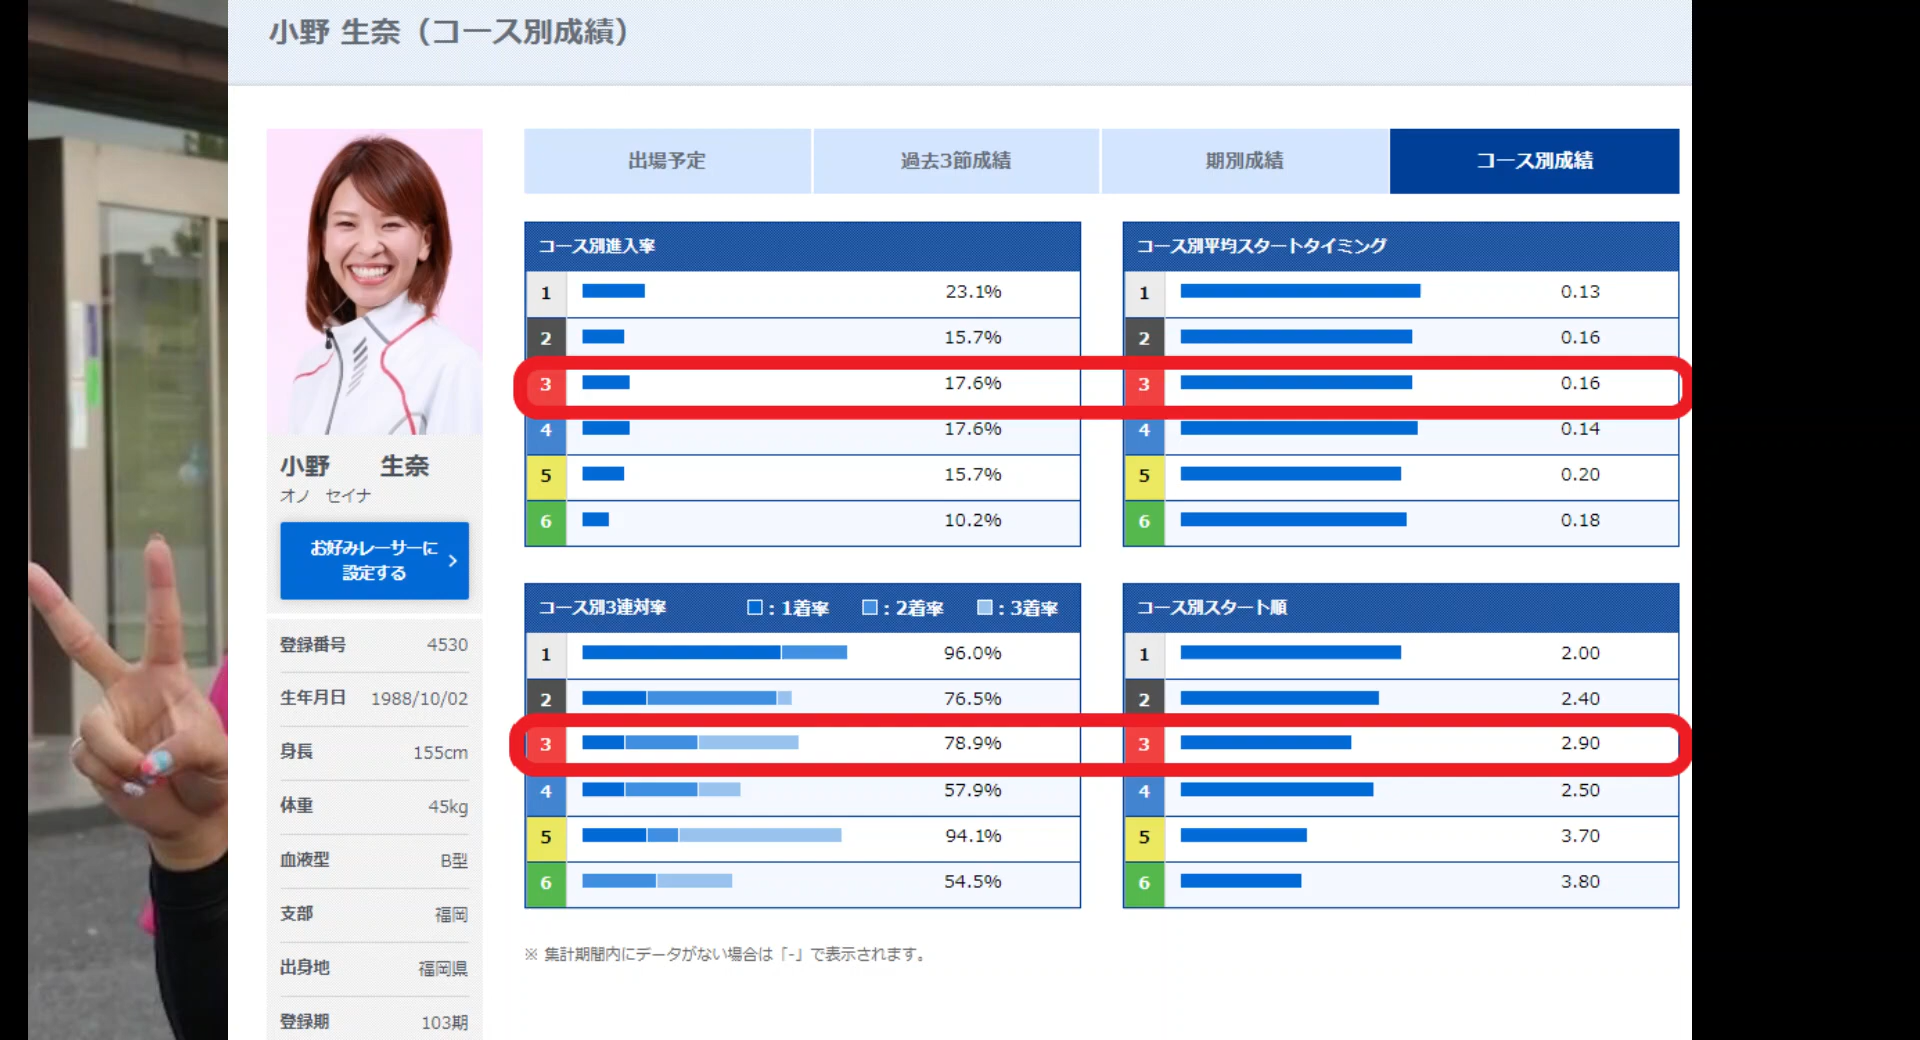 小野 生奈（コース別成績）
出場予定
過去3節成績
期別成績
コース別成績
小野 生奈
オノ セイナ
お好みレーサーに
設定する
登録番号 4530
生年月日 1988/10/02
身長 155cm
体重 45kg
血液型 B型
支部 福岡
出身地 福岡県
登録期 103期
コース別進入率
1 23.1%
2 15.7%
3 17.6%
4 17.6%
5 15.7%
6 10.2%
コース別平均スタートタイミング
1 0.13
2 0.16
3 0.16
4 0.14
5 0.20
6 0.18
コース別3連対率 □：1着率 □：2着率 □：3着率
1 96.0%
2 76.5%
3 78.9%
4 57.9%
5 94.1%
6 54.5%
コース別スタート順
1 2.00
2 2.40
3 2.90
4 2.50
5 3.70
6 3.80
※ 集計期間内にデータがない場合は「-」で表示されます。